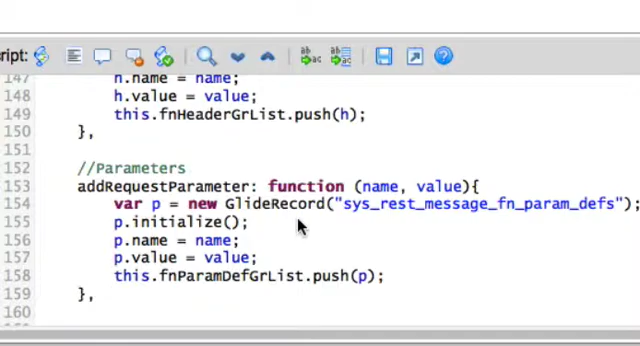 ript:
147 h.name = name;
148 h.value = value;
149 this.fnHeaderGrList.push(h);
150 },
151
152 //Parameters
153 addRequestParameter: function (name, value){
154 var p = new GlideRecord("sys_rest_message_fn_param_defs");
155 p.initialize();
156 p.name = name;
157 p.value = value;
158 this.fnParamDefGrList.push(p);
159 },
160